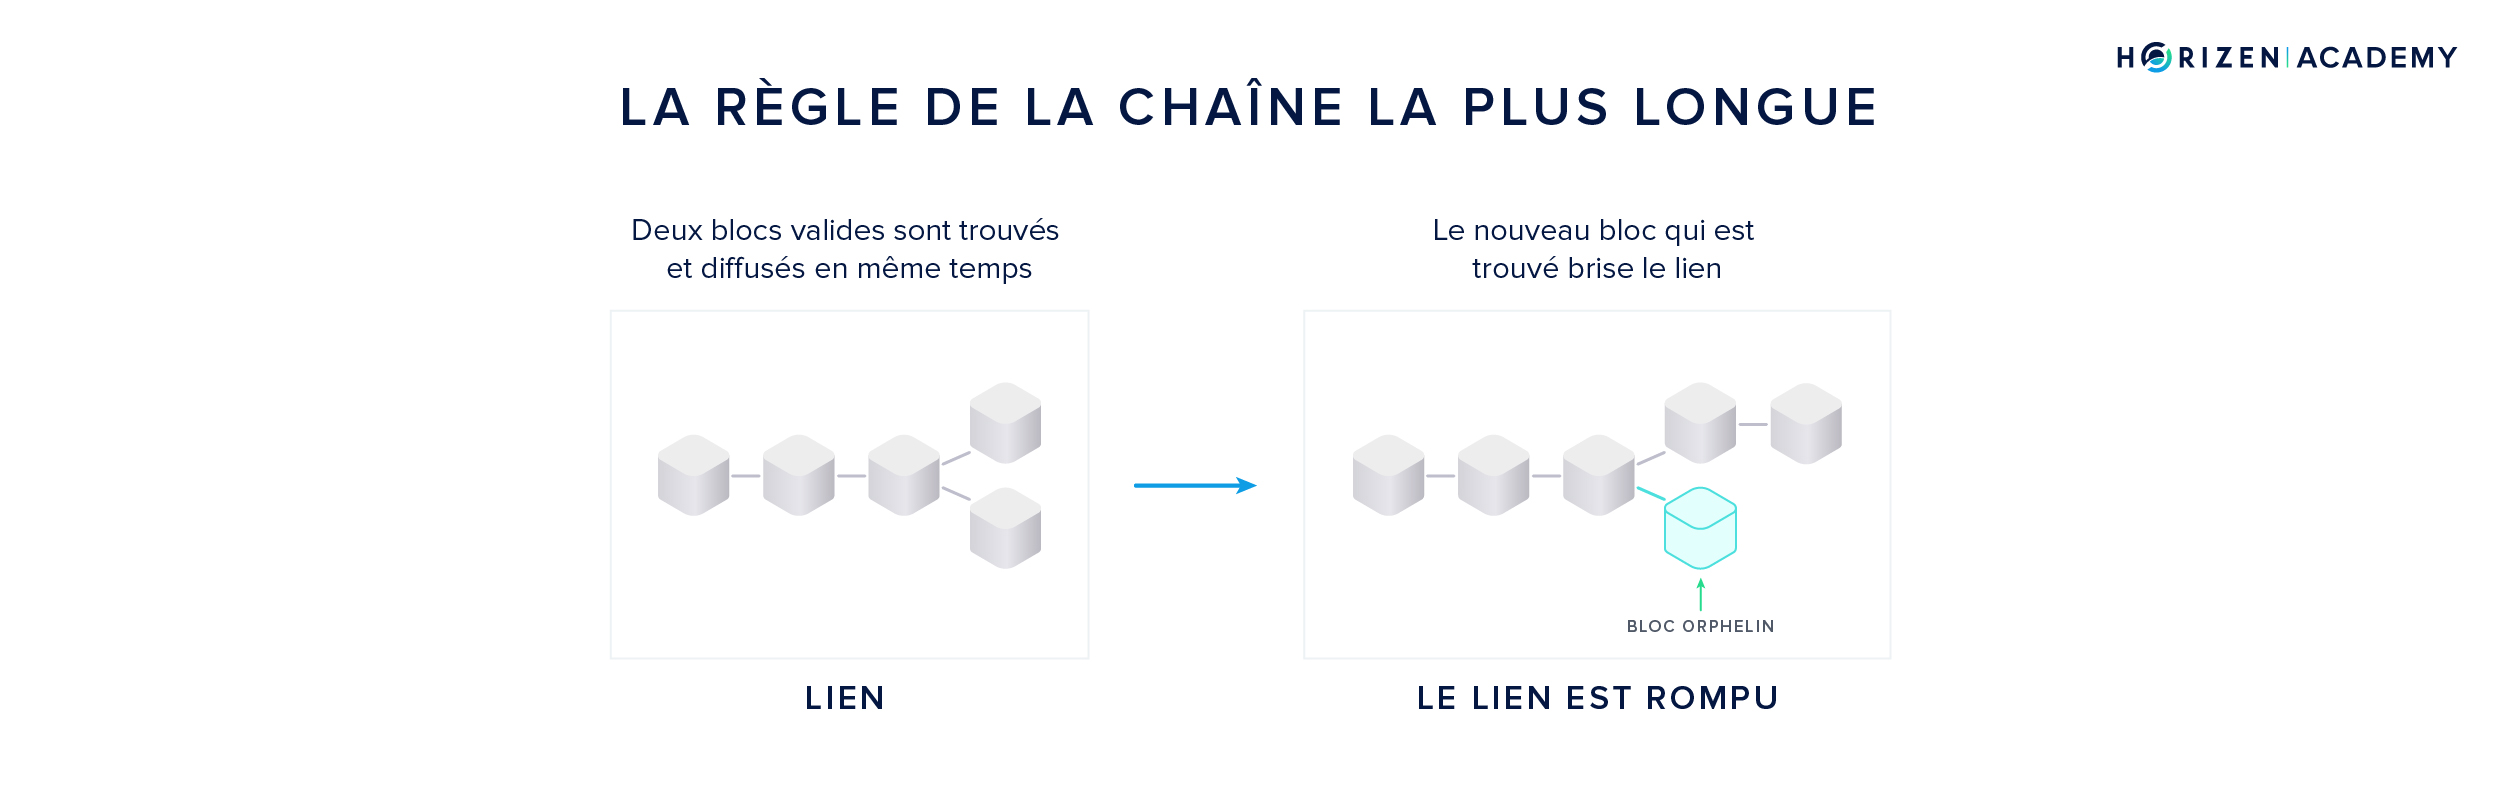 HORIZEN | ACADEMY
LA RÈGLE DE LA CHAÎNE LA PLUS LONGUE
Deux blocs valides sont trouvés
et diffusés en même temps
Le nouveau bloc qui est
trouvé brise le lien
BLOC ORPHELIN
LIEN
LE LIEN EST ROMPU